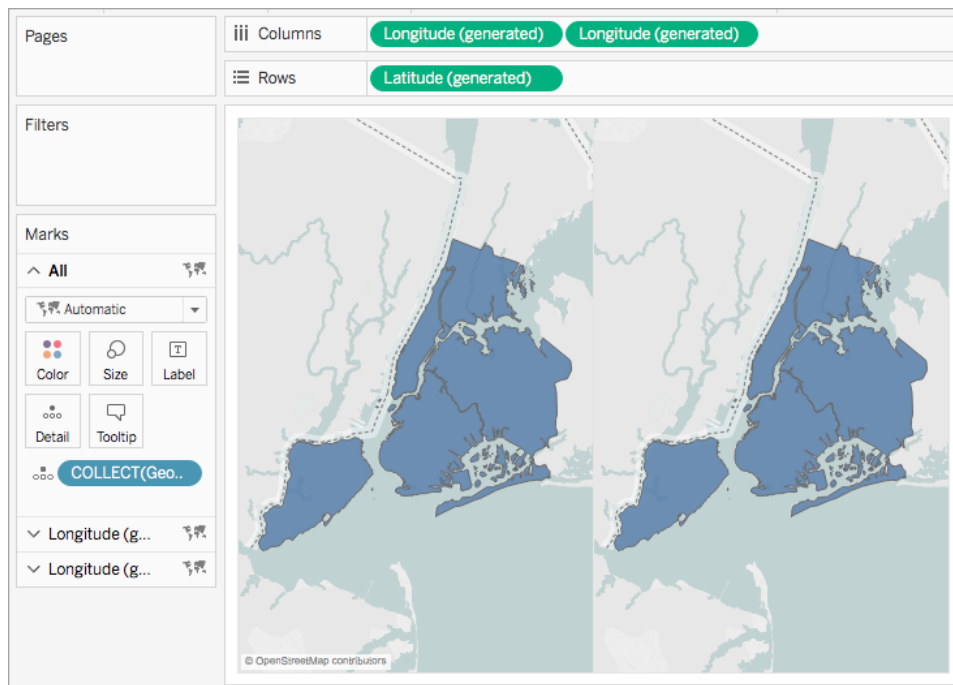 Pages
Columns
Longitude (generated) Longitude (generated)
Rows
Latitude (generated)
Filters
Marks
All
Automatic
Color Size Label
T
Detail Tooltip
COLLECT(Geo..
Longitude (g...
Longitude (g...
© OpenStreetMap contributors